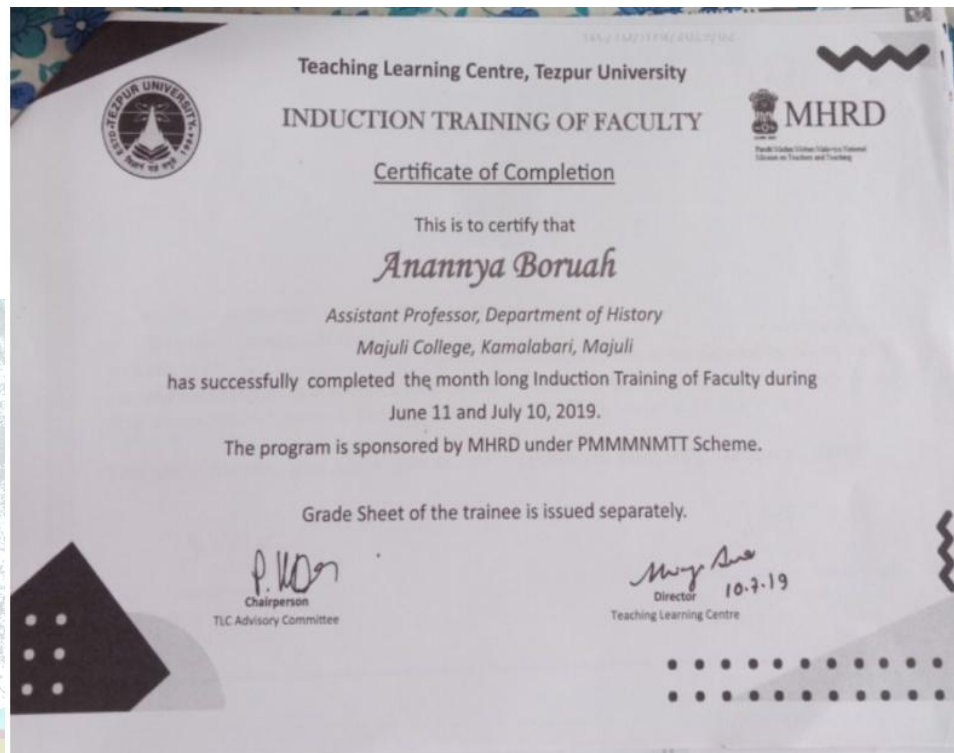 Teaching Learning Centre, Tezpur University
INDUCTION TRAINING OF FACULTY
TEZPUR UNIVERSITY
MHRD
Certificate of Completion
This is to certify that
Anannya Boruah
Assistant Professor, Department of History
Majuli College, Kamalabari, Majuli
has successfully completed the month long Induction Training of Faculty during
June 11 and July 10, 2019.
The program is sponsored by MHRD under PMMMNMTT Scheme.
Grade Sheet of the trainee is issued separately.
Chairperson
TLC Advisory Committee
Director 10.7.19
Teaching Learning Centre